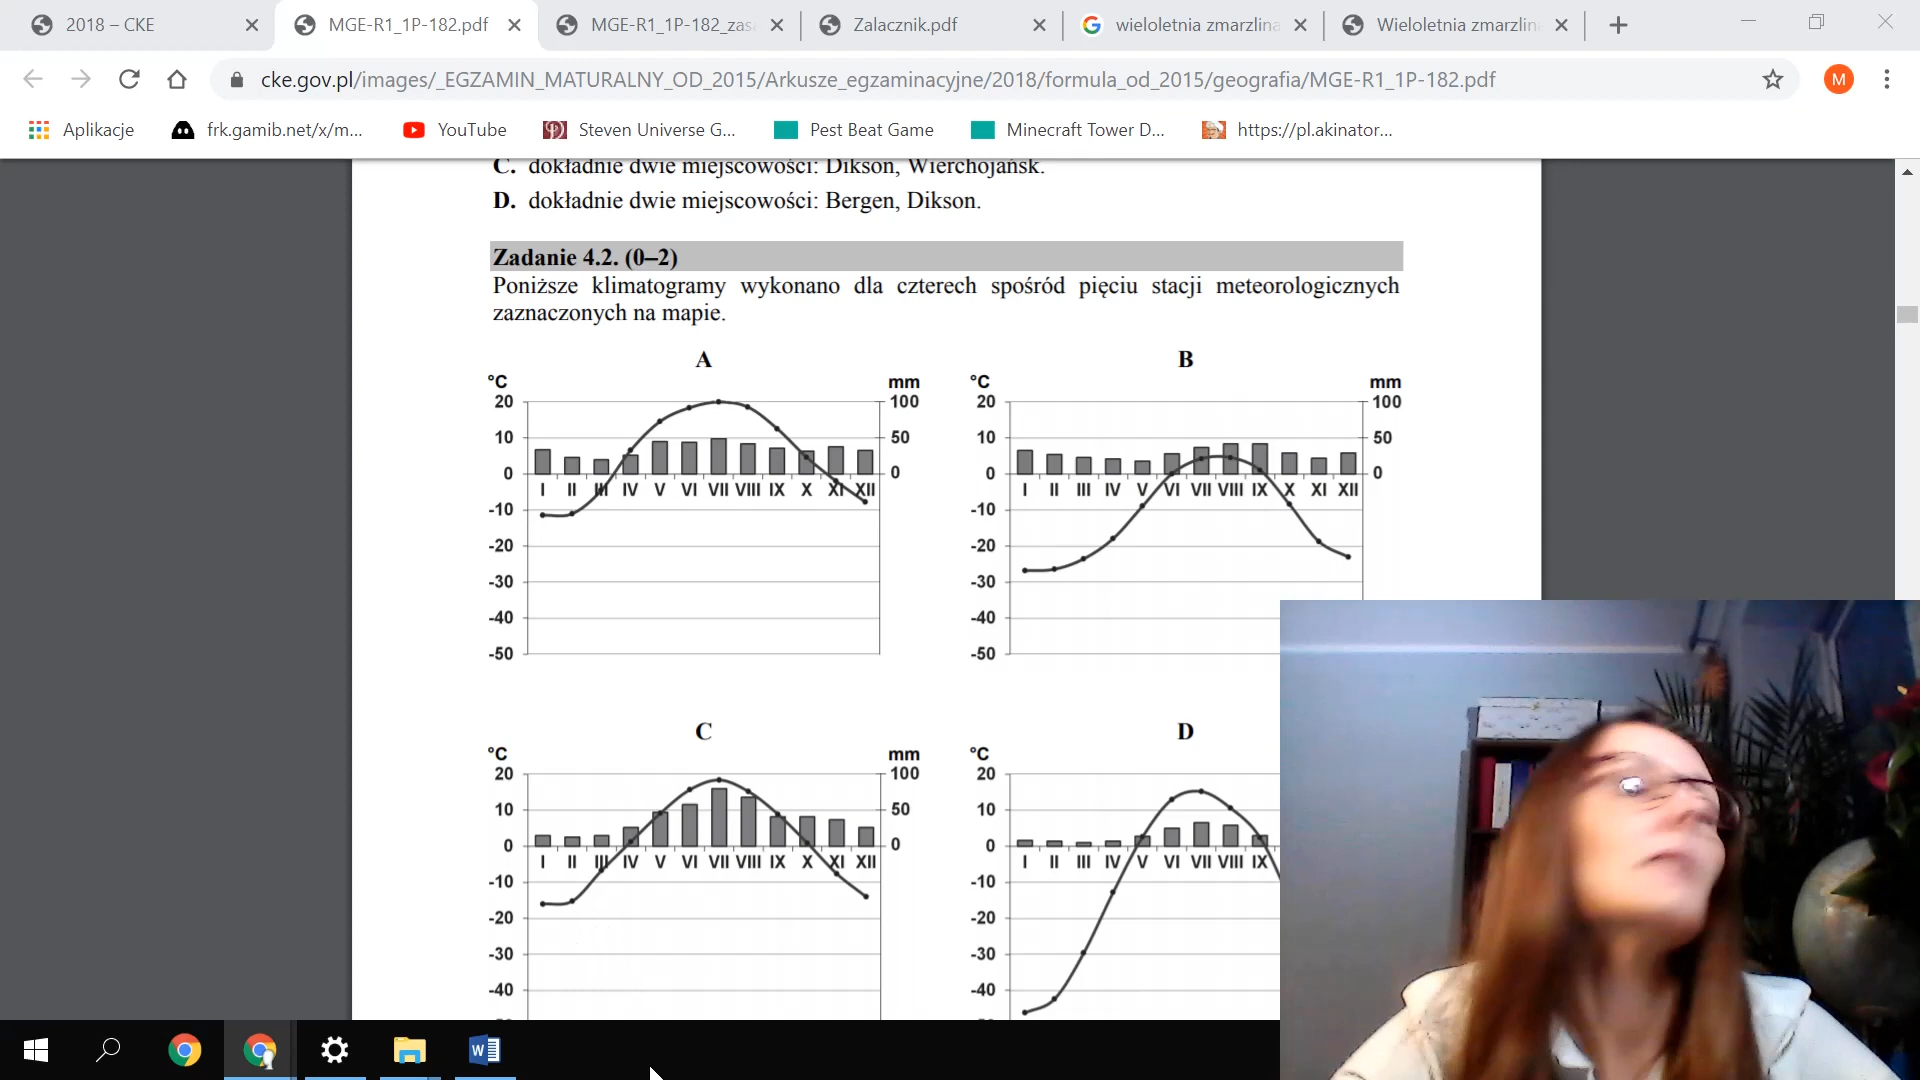 2018 – CKE
MGE-R1_1P-182.pdf
MGE-R1_1P-182_zas
Zalacznik.pdf
wieloletnia zmarzlina
Wieloletnia zmarzlin
cke.gov.pl/images/_EGZAMIN_MATURALNY_OD_2015/Arkusze_egzaminacyjne/2018/formula_od_2015/geografia/MGE-R1_1P-182.pdf
M
Aplikacje
frk.gamib.net/x/m...
YouTube
Steven Universe G...
Pest Beat Game
Minecraft Tower D...
https://pl.akinator...
C. dokładnie dwie miejscowości: Dikson, Wierchojańsk.
D. dokładnie dwie miejscowości: Bergen, Dikson.
Zadanie 4.2. (0–2)
Poniższe klimatogramy wykonano dla czterech spośród pięciu stacji meteorologicznych
zaznaczonych na mapie.
A
°C mm
20 100
10 50
0 0
I II III IV V VI VII VIII IX X XI XII
-10
-20
-30
-40
-50
B
°C mm
20 100
10 50
0 0
I II III IV V VI VII VIII IX X XI XII
-10
-20
-30
-40
-50
C
°C mm
20 100
10 50
0 0
I II III IV V VI VII VIII IX X XI XII
-10
-20
-30
-40
D
°C
20
10
0
I II III IV V VI VII VIII IX
-10
-20
-30
-40
W